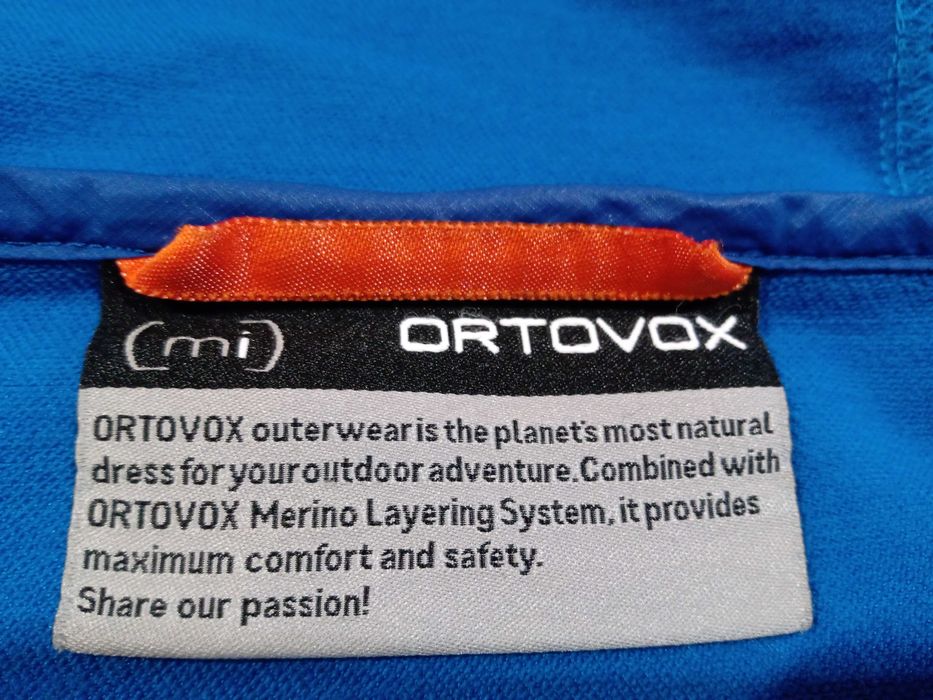 (mi) ORTOVOX
ORTOVOX outerwear is the planet's most natural
dress for your outdoor adventure. Combined with
ORTOVOX Merino Layering System, it provides
maximum comfort and safety.
Share our passion!